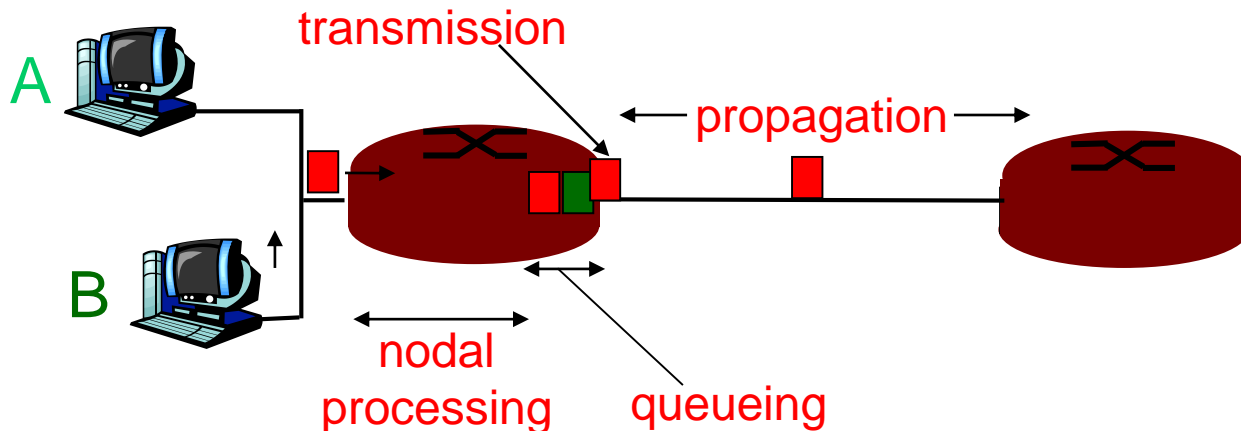 transmission
A
propagation
B
nodal
processing
queueing